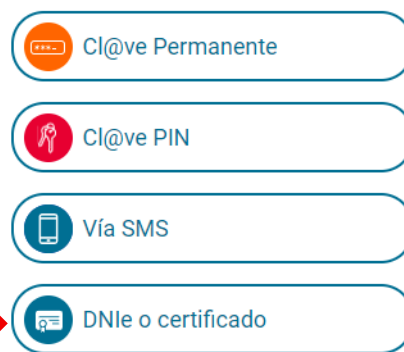 Cl@ve Permanente
Cl@ve PIN
Vía SMS
DNIe o certificado